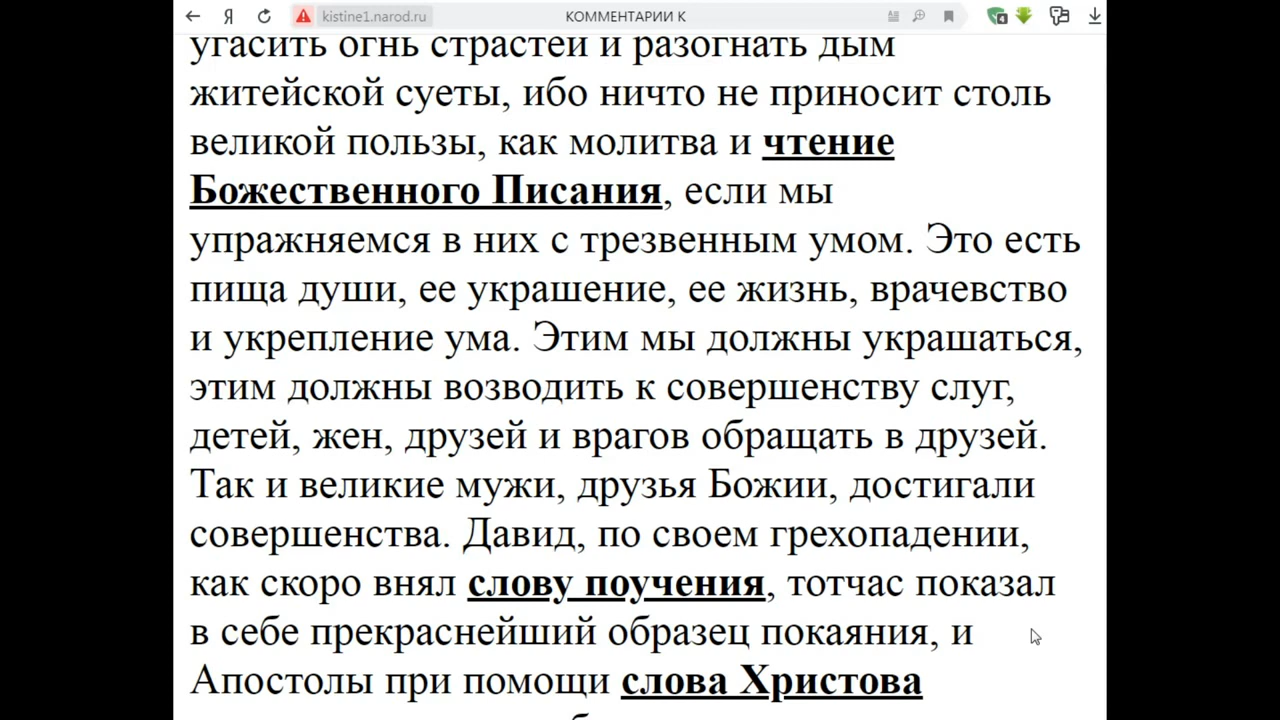 Я kistine1.narod.ru КОММЕНТАРИИ К 4
угасить огнь страстей и разогнать дым
житейской суеты, ибо ничто не приносит столь
великой пользы, как молитва и чтение
Божественного Писания, если мы
упражняемся в них с трезвенным умом. Это есть
пища души, ее украшение, ее жизнь, врачевство
и укрепление ума. Этим мы должны украшаться,
этим должны возводить к совершенству слуг,
детей, жен, друзей и врагов обращать в друзей.
Так и великие мужи, друзья Божии, достигали
совершенства. Давид, по своем грехопадении,
как скоро внял слову поучения, тотчас показал
в себе прекраснейший образец покаяния, и
Апостолы при помощи слова Христова